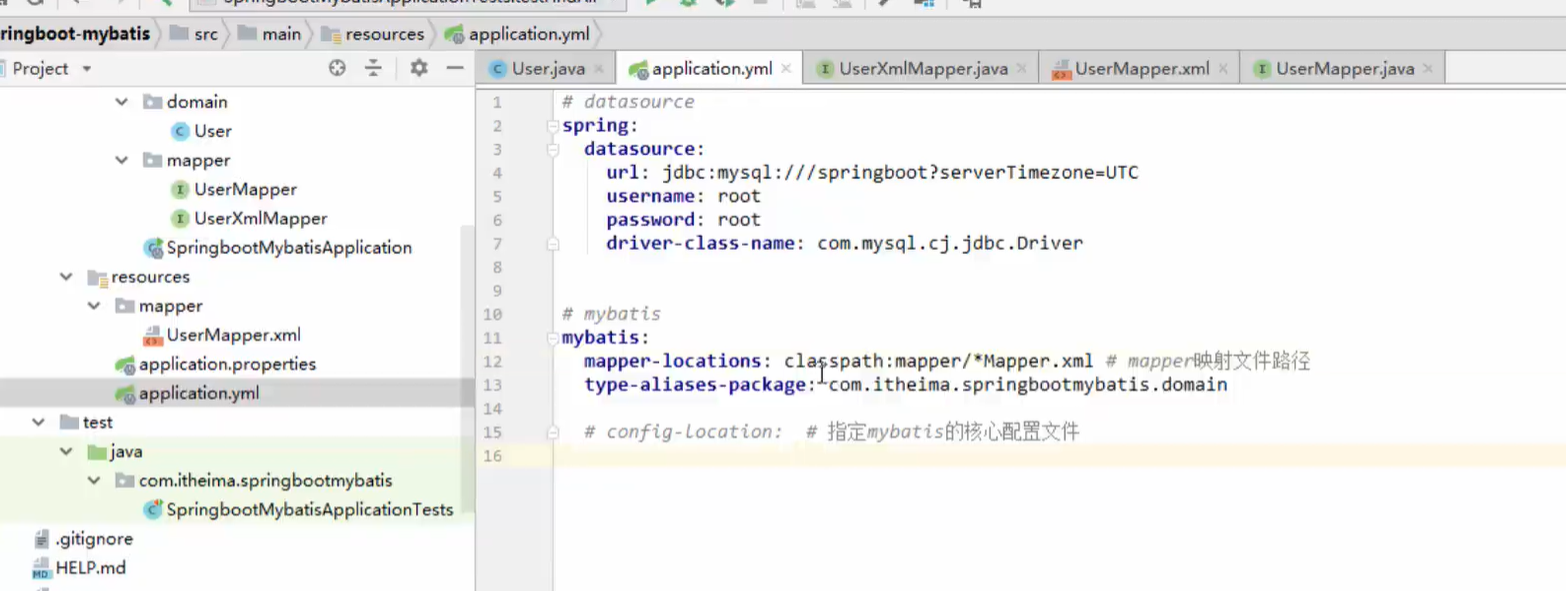 ringboot-mybatis src main resources application.yml
Project
User.java application.yml UserXmlMapper.java UserMapper.xml UserMapper.java
domain
User
mapper
UserMapper
UserXmlMapper
SpringbootMybatisApplication
resources
mapper
UserMapper.xml
application.properties
application.yml
test
java
com.itheima.springbootmybatis
SpringbootMybatisApplicationTests
.gitignore
HELP.md
1 # datasource
2 spring:
3 datasource:
4 url: jdbc:mysql:///springboot?serverTimezone=UTC
5 username: root
6 password: root
7 driver-class-name: com.mysql.cj.jdbc.Driver
8
9
10 # mybatis
11 mybatis:
12 mapper-locations: classpath:mapper/*Mapper.xml # mapper映射文件路径
13 type-aliases-package: com.itheima.springbootmybatis.domain
14
15 # config-location: # 指定mybatis的核心配置文件
16